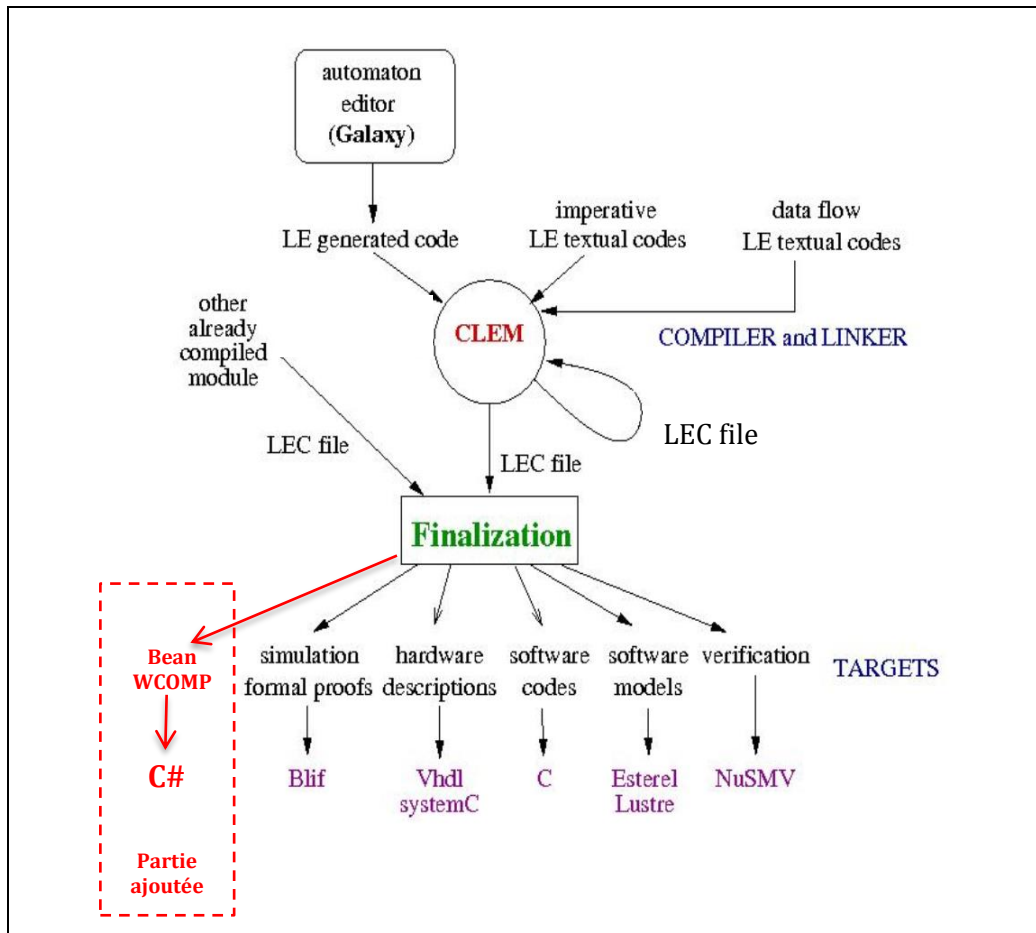 automaton
editor
(Galaxy)
LE generated code
imperative
LE textual codes
data flow
LE textual codes
other
already
compiled
module
CLEM
COMPILER and LINKER
LEC file
LEC file
LEC file
Finalization
Bean
WCOMP
simulation
formal proofs
hardware
descriptions
software
codes
software
models
verification
TARGETS
C#
Blif
Vhdl
systemC
C
Esterel
Lustre
NuSMV
Partie
ajoutée